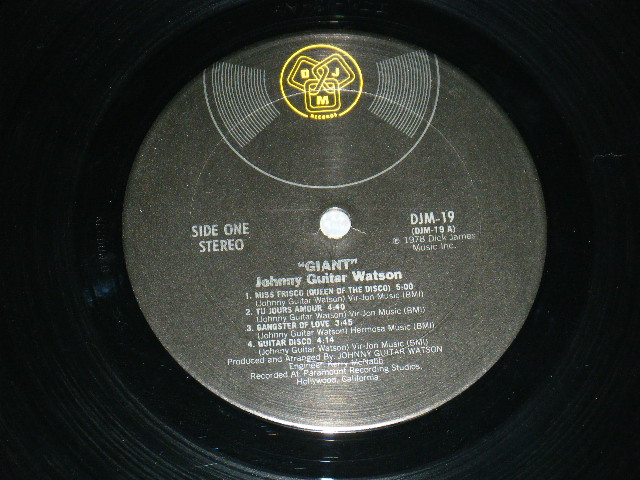 D J M
RECORDS
SIDE ONE
STEREO
DJM-19
(DJM-19 A)
℗ 1978 Dick James
Music Inc.
"GIANT"
Johnny Guitar Watson
1. MISS FRISCO (QUEEN OF THE DISCO) 5:00
(Johnny Guitar Watson) Vir-Jon Music (BMI)
2. TU JOURS AMOUR 4:40
(Johnny Guitar Watson) Vir-Jon Music (BMI)
3. GANGSTER OF LOVE 3:45
(Johnny Guitar Watson) Hermosa Music (BMI)
4. GUITAR DISCO 4:14
(Johnny Guitar Watson) Vir-Jon Music (BMI)
Produced and Arranged By: JOHNNY GUITAR WATSON
Engineer: Kerry McNabb
Recorded At: Paramount Recording Studios,
Hollywood, California